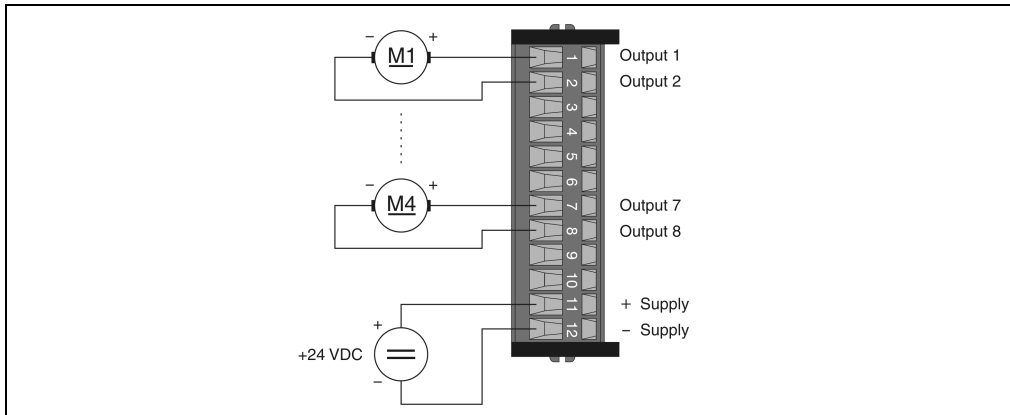 − M1 + 1 Output 1
2 Output 2
3
4
5
6
− M4 + 7 Output 7
8 Output 8
9
10
+ 11 + Supply
+24 VDC 12 − Supply
−